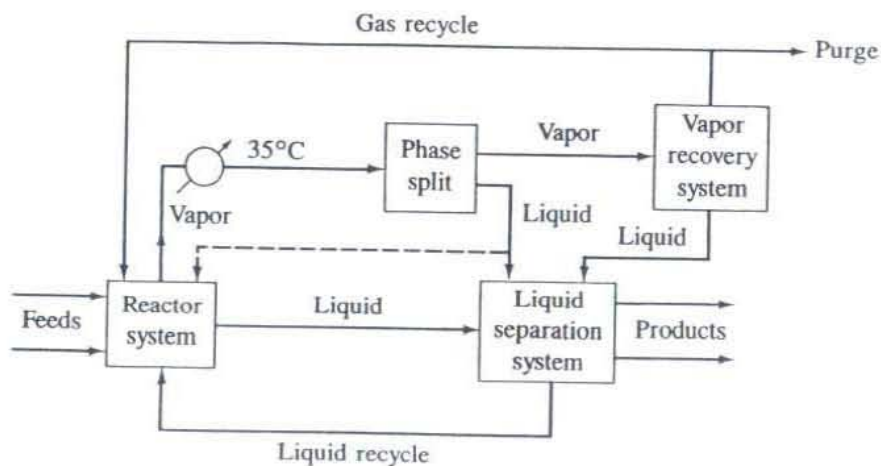 Gas recycle
Purge
35°C
Phase
split
Vapor
Vapor
recovery
system
Vapor
Liquid
Liquid
Feeds
Reactor
system
Liquid
Liquid
separation
system
Products
Liquid recycle